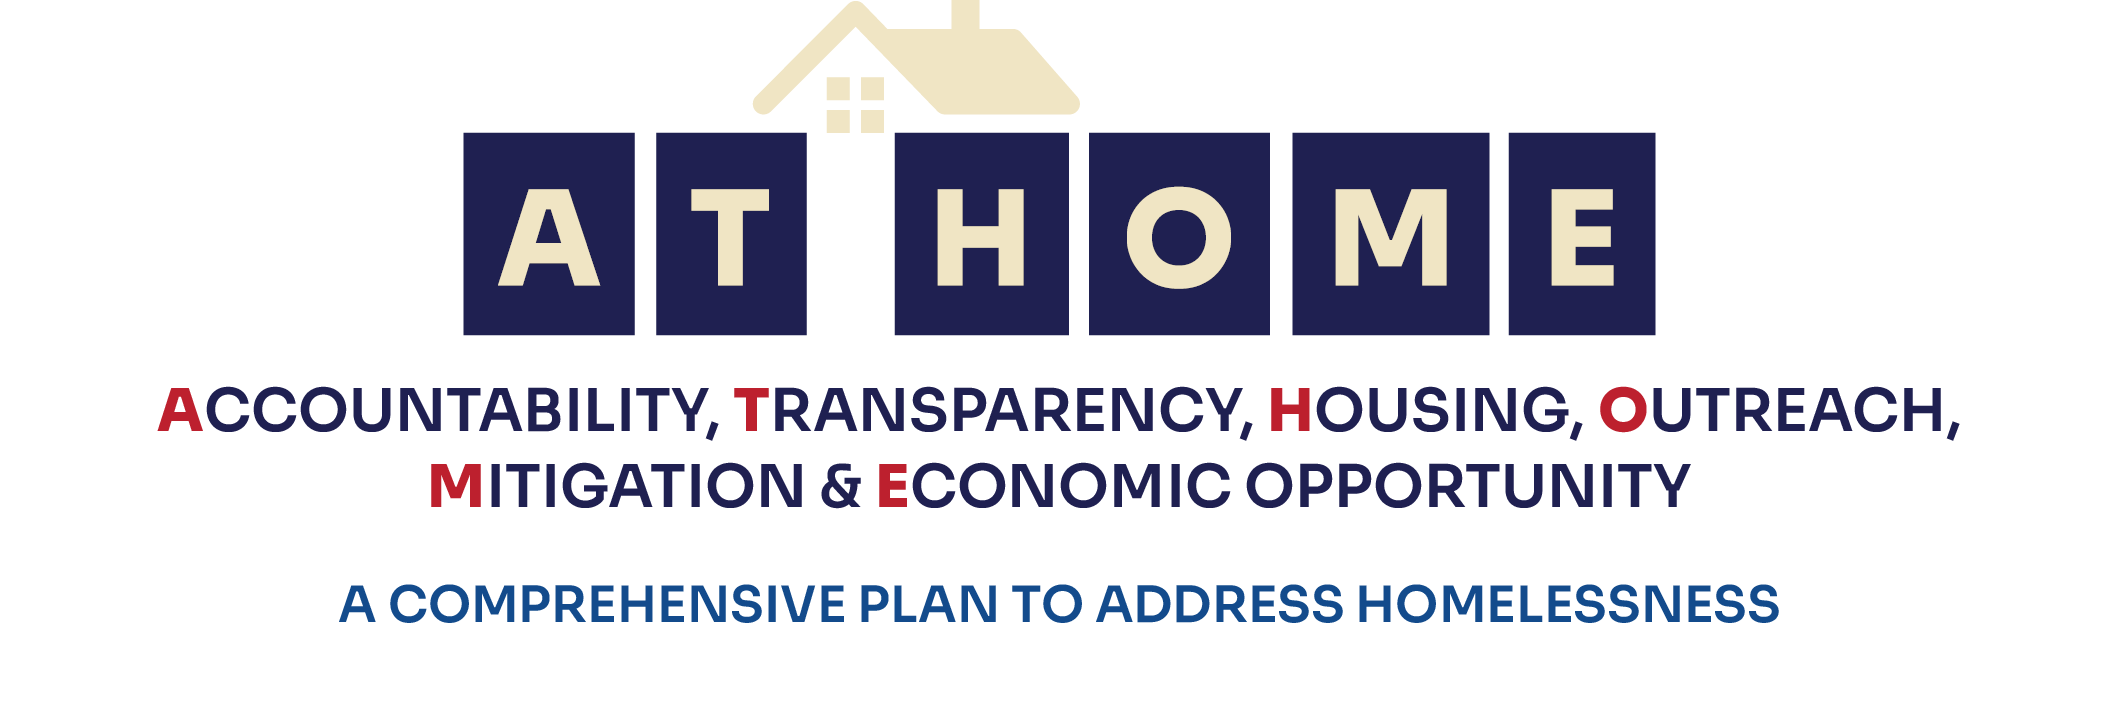 AT HOME
ACCOUNTABILITY, TRANSPARENCY, HOUSING, OUTREACH,
MITIGATION & ECONOMIC OPPORTUNITY
A COMPREHENSIVE PLAN TO ADDRESS HOMELESSNESS